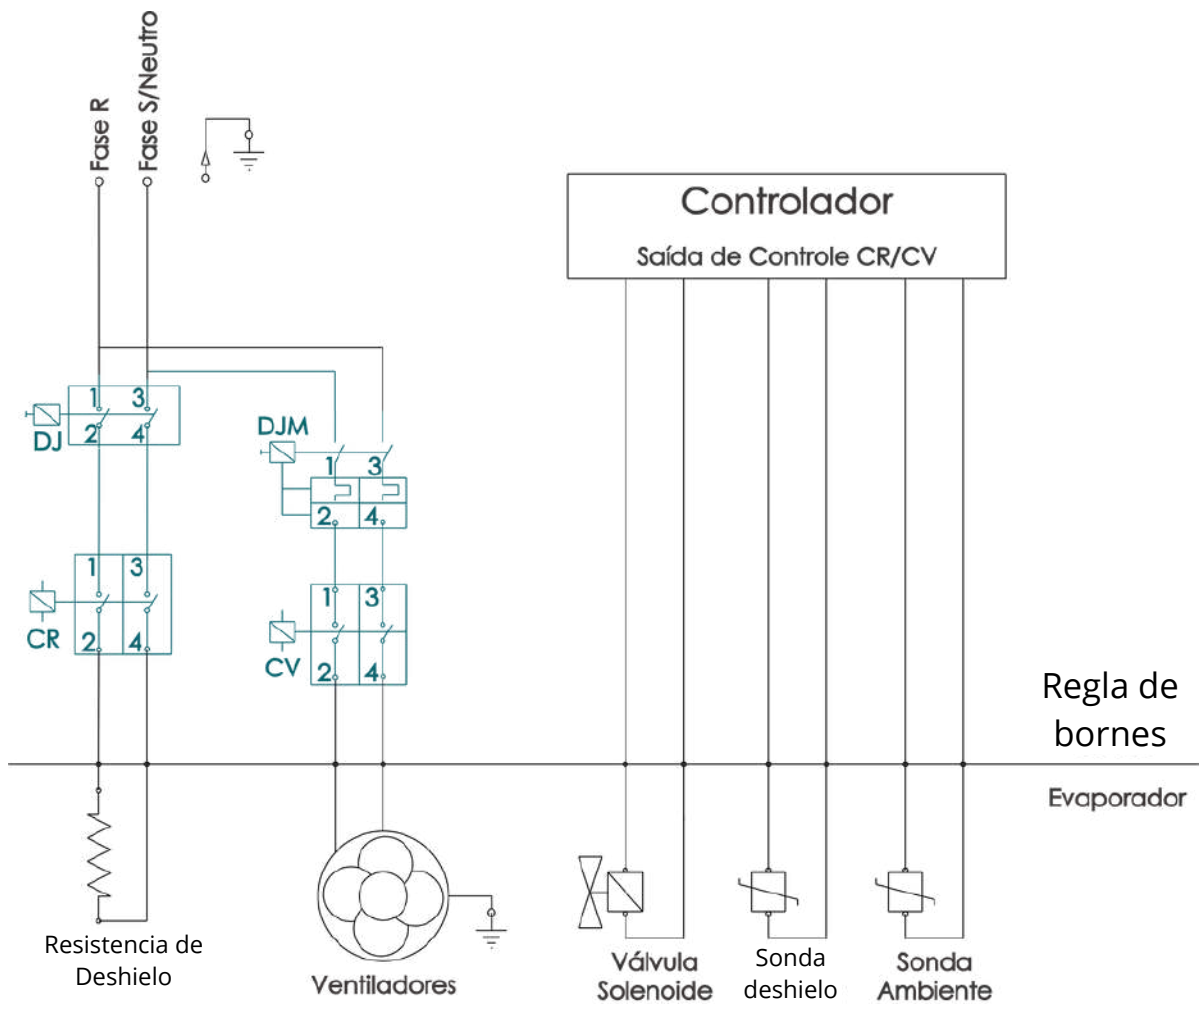 Fase R
Fase S/Neutro
Controlador
Saída de Controle CR/CV
1 3
DJ
2 4
DJM
1 3
2 4
1 3
CR
2 4
1 3
CV
2 4
Regla de
bornes
Evaporador
Resistencia de
Deshielo
Ventiladores
Válvula
Solenoide
Sonda
deshielo
Sonda
Ambiente